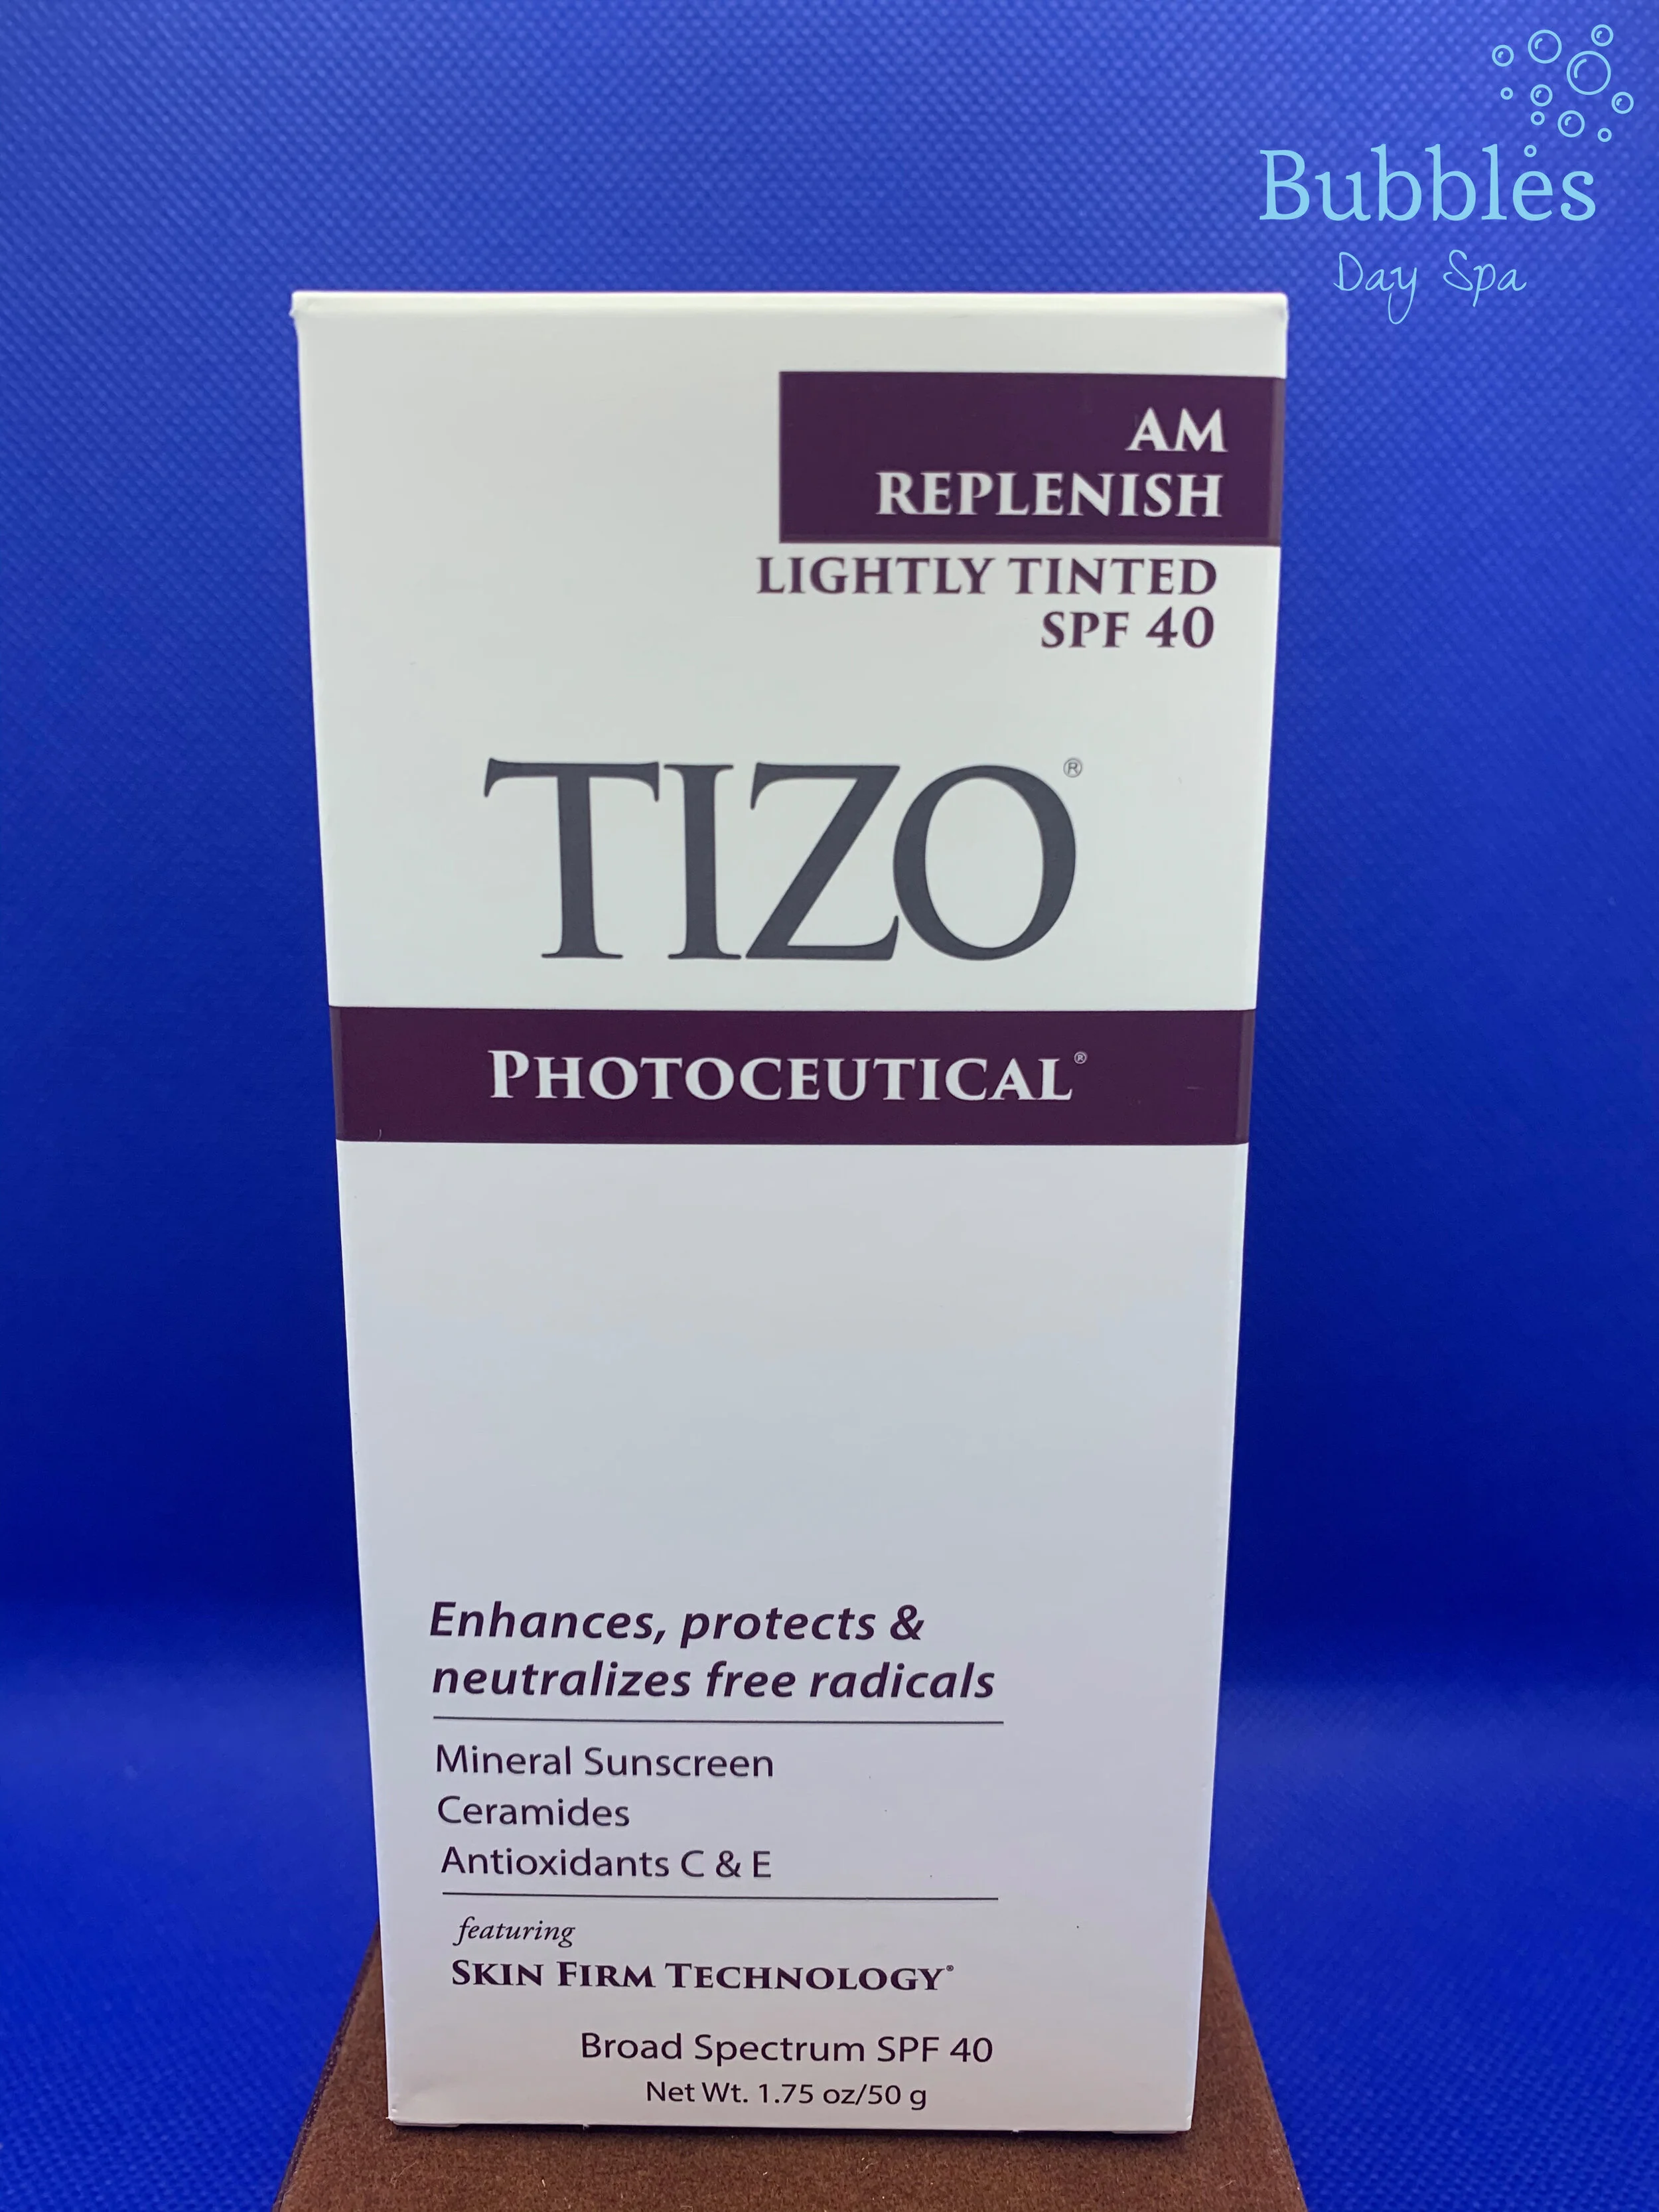 Bubbles
Day Spa
AM
REPLENISH
LIGHTLY TINTED
SPF 40
TIZO®
PHOTOCEUTICAL®
Enhances, protects &
neutralizes free radicals
Mineral Sunscreen
Ceramides
Antioxidants C & E
featuring
SKIN FIRM TECHNOLOGY®
Broad Spectrum SPF 40
Net Wt. 1.75 oz/50 g